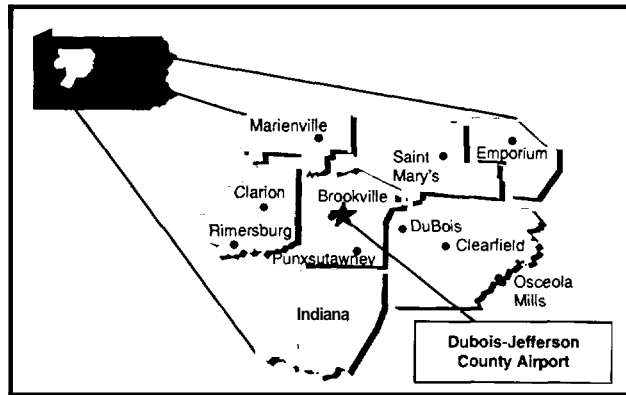 Marienville
Saint
Mary's
Emporium
Clarion
Brookville
Rimersburg
DuBois
Clearfield
Punxsutawney
Osceola
Mills
Indiana
Dubois-Jefferson
County Airport